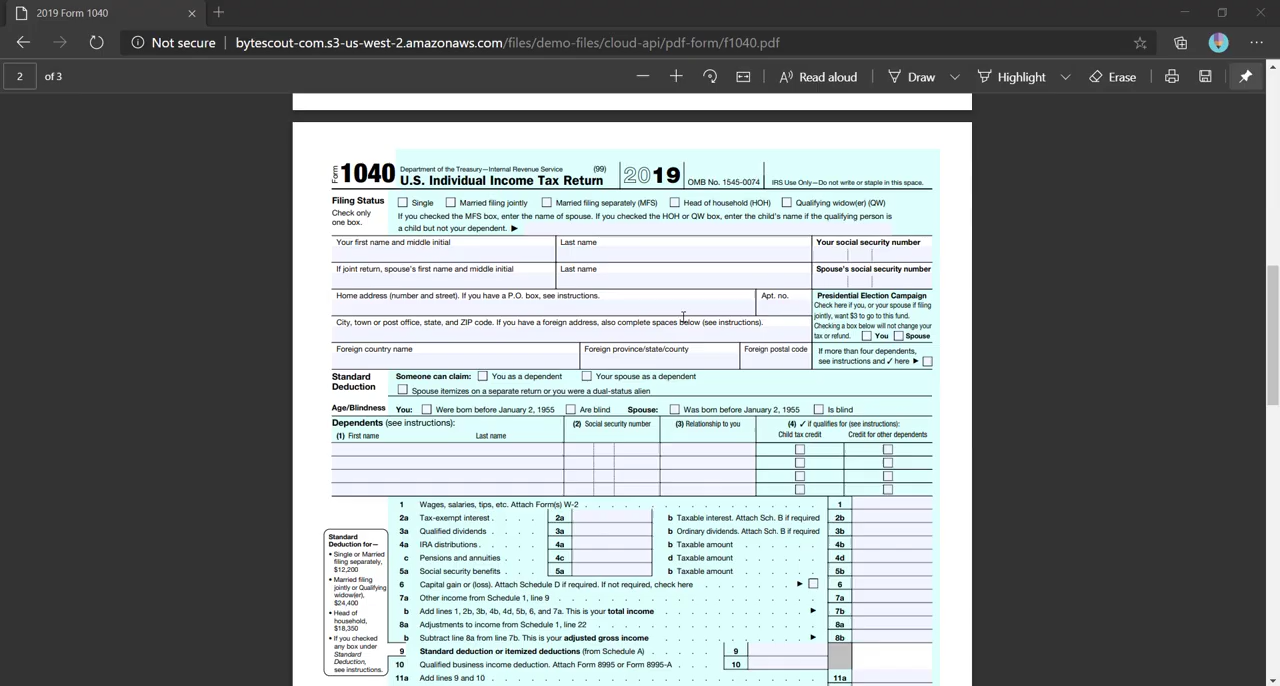 2019 Form 1040
Not secure bytescout-com.s3-us-west-2.amazonaws.com/files/demo-files/cloud-api/pdf-form/f1040.pdf
2 of 3 Read aloud Draw Highlight Erase
Form 1040 Department of the Treasury—Internal Revenue Service (99)
U.S. Individual Income Tax Return 2019 OMB No. 1545-0074 IRS Use Only—Do not write or staple in this space.
Filing Status Single Married filing jointly Married filing separately (MFS) Head of household (HOH) Qualifying widow(er) (QW)
Check only
one box.
If you checked the MFS box, enter the name of spouse. If you checked the HOH or QW box, enter the child's name if the qualifying person is
a child but not your dependent. ►
Your first name and middle initial Last name Your social security number
If joint return, spouse's first name and middle initial Last name Spouse's social security number
Home address (number and street). If you have a P.O. box, see instructions. Apt. no.
Presidential Election Campaign
Check here if you, or your spouse if filing
jointly, want $3 to go to this fund.
Checking a box below will not change your
tax or refund. You Spouse
City, town or post office, state, and ZIP code. If you have a foreign address, also complete spaces below (see instructions).
Foreign country name Foreign province/state/county Foreign postal code
If more than four dependents,
see instructions and ✓ here ►
Standard
Deduction
Someone can claim: You as a dependent Your spouse as a dependent
Spouse itemizes on a separate return or you were a dual-status alien
Age/Blindness You: Were born before January 2, 1955 Are blind Spouse: Was born before January 2, 1955 Is blind
Dependents (see instructions): (2) Social security number (3) Relationship to you (4) ✓ if qualifies for (see instructions):
(1) First name Last name Child tax credit Credit for other dependents
1 Wages, salaries, tips, etc. Attach Form(s) W-2 . . . . . . . . . . . . . . . . 1
2a Tax-exempt interest . . . . 2a b Taxable interest. Attach Sch. B if required 2b
3a Qualified dividends . . . . 3a b Ordinary dividends. Attach Sch. B if required 3b
4a IRA distributions . . . . . 4a b Taxable amount . . . . . . 4b
c Pensions and annuities . . . 4c d Taxable amount . . . . . . 4d
5a Social security benefits . . . 5a b Taxable amount . . . . . . 5b
6 Capital gain or (loss). Attach Schedule D if required. If not required, check here . . . . . . . ► 6
7a Other income from Schedule 1, line 9 . . . . . . . . . . . . . . . . . . . 7a
b Add lines 1, 2b, 3b, 4b, 4d, 5b, 6, and 7a. This is your total income . . . . . . . . . . ► 7b
8a Adjustments to income from Schedule 1, line 22 . . . . . . . . . . . . . . . . 8a
b Subtract line 8a from line 7b. This is your adjusted gross income . . . . . . . . . . ► 8b
9 Standard deduction or itemized deductions (from Schedule A) . . . . . 9
10 Qualified business income deduction. Attach Form 8995 or Form 8995-A . . . 10
11a Add lines 9 and 10 . . . . . . . . . . . . . . . . . . . . . . 11a
Standard
Deduction for—
• Single or Married
filing separately,
$12,200
• Married filing
jointly or Qualifying
widow(er),
$24,400
• Head of
household,
$18,350
• If you checked
any box under
Standard
Deduction,
see instructions.